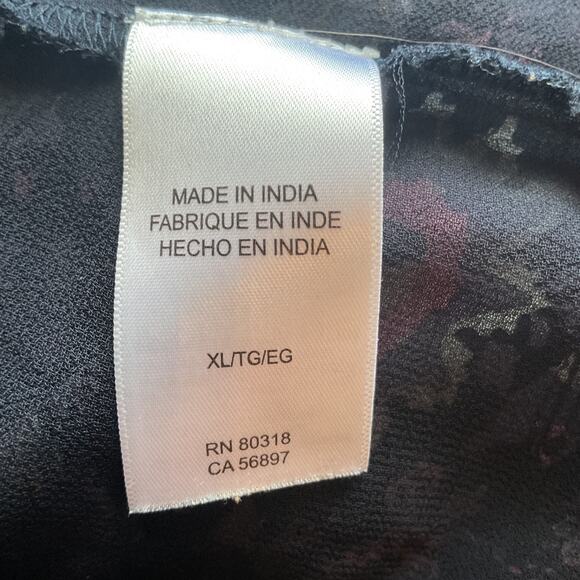 MADE IN INDIA
FABRIQUE EN INDE
HECHO EN INDIA
XL/TG/EG
RN 80318
CA 56897